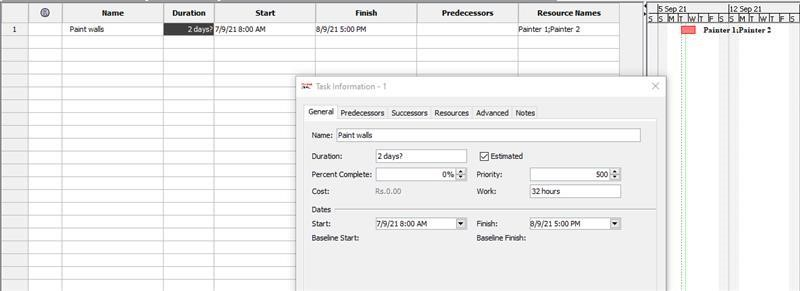 Name Duration Start Finish Predecessors Resource Names 5 Sep 21 12 Sep 21
S S M T W T F S S M T W T F S
1 Paint walls 2 days? 7/9/21 8:00 AM 8/9/21 5:00 PM Painter 1;Painter 2 Painter 1;Painter 2
Task Information - 1
General Predecessors Successors Resources Advanced Notes
Name: Paint walls
Duration: 2 days? Estimated
Percent Complete: 0% Priority: 500
Cost: Rs.0.00 Work: 32 hours
Dates
Start: 7/9/21 8:00 AM Finish: 8/9/21 5:00 PM
Baseline Start: Baseline Finish: